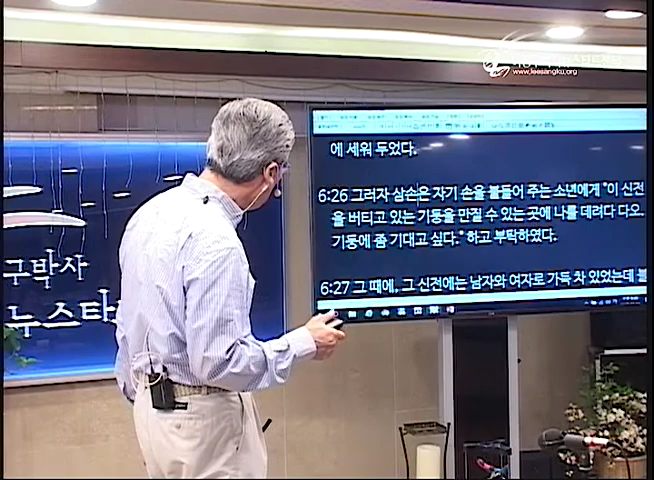 www.leesangku.org
에 세워 두었다.
6:26 그러자 삼손은 자기 손을 붙들어 주는 소년에게 "이 신전
을 버티고 있는 기둥을 만질 수 있는 곳에 나를 데려다 다오.
기둥에 좀 기대고 싶다." 하고 부탁하였다.
6:27 그 때에, 그 신전에는 남자와 여자로 가득 차 있었는데
구박사
뉴스타